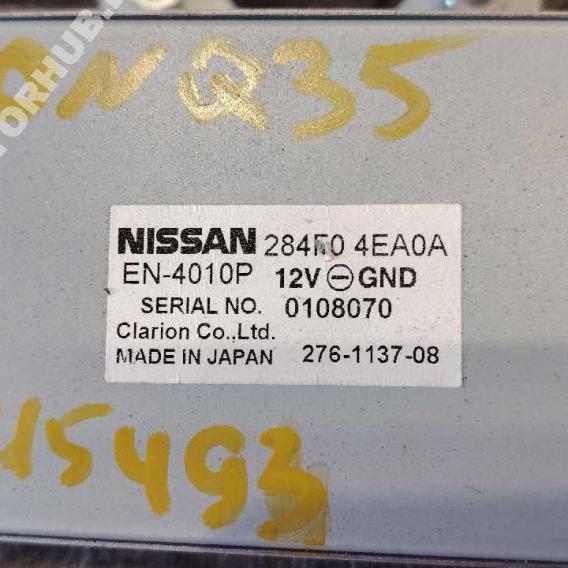 NQ35
NISSAN 284F0 4EA0A
EN-4010P 12V ⊖ GND
SERIAL NO. 0108070
Clarion Co.,Ltd.
MADE IN JAPAN 276-1137-08
15493